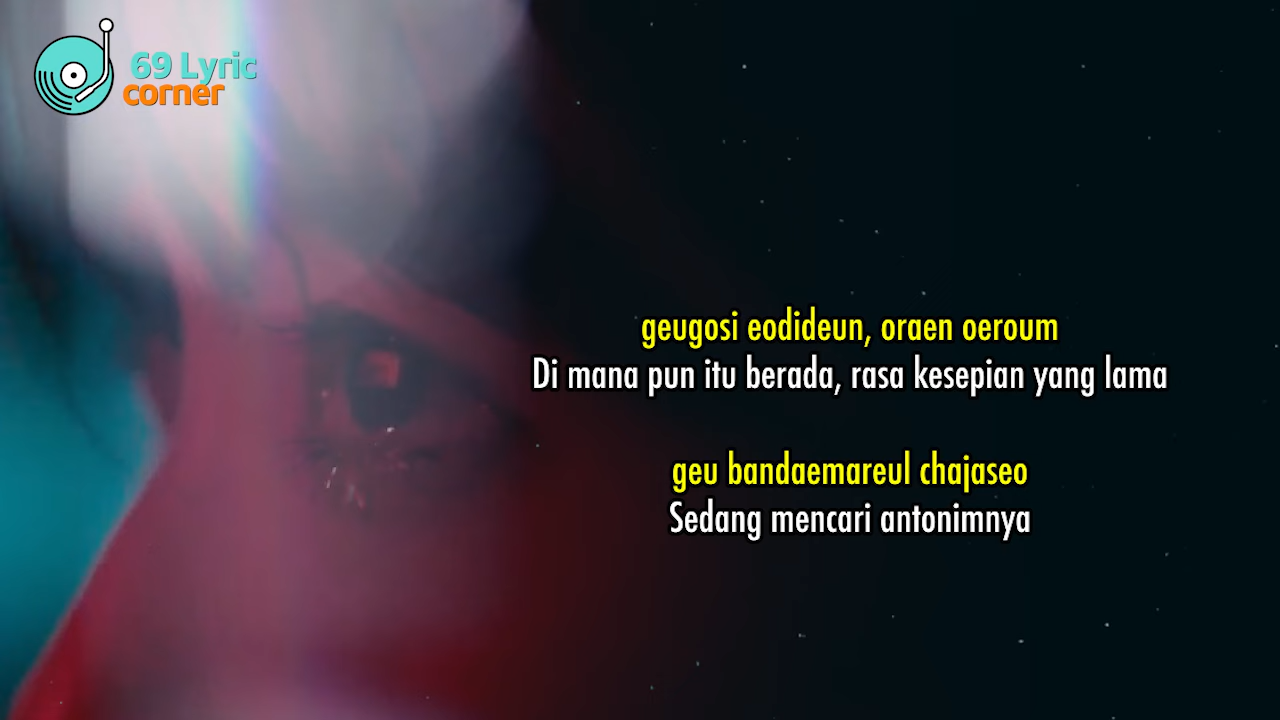 69 Lyric
corner
geugosi eodideun, oraen oeroum
Di mana pun itu berada, rasa kesepian yang lama
geu bandaemareul chajaseo
Sedang mencari antonimnya